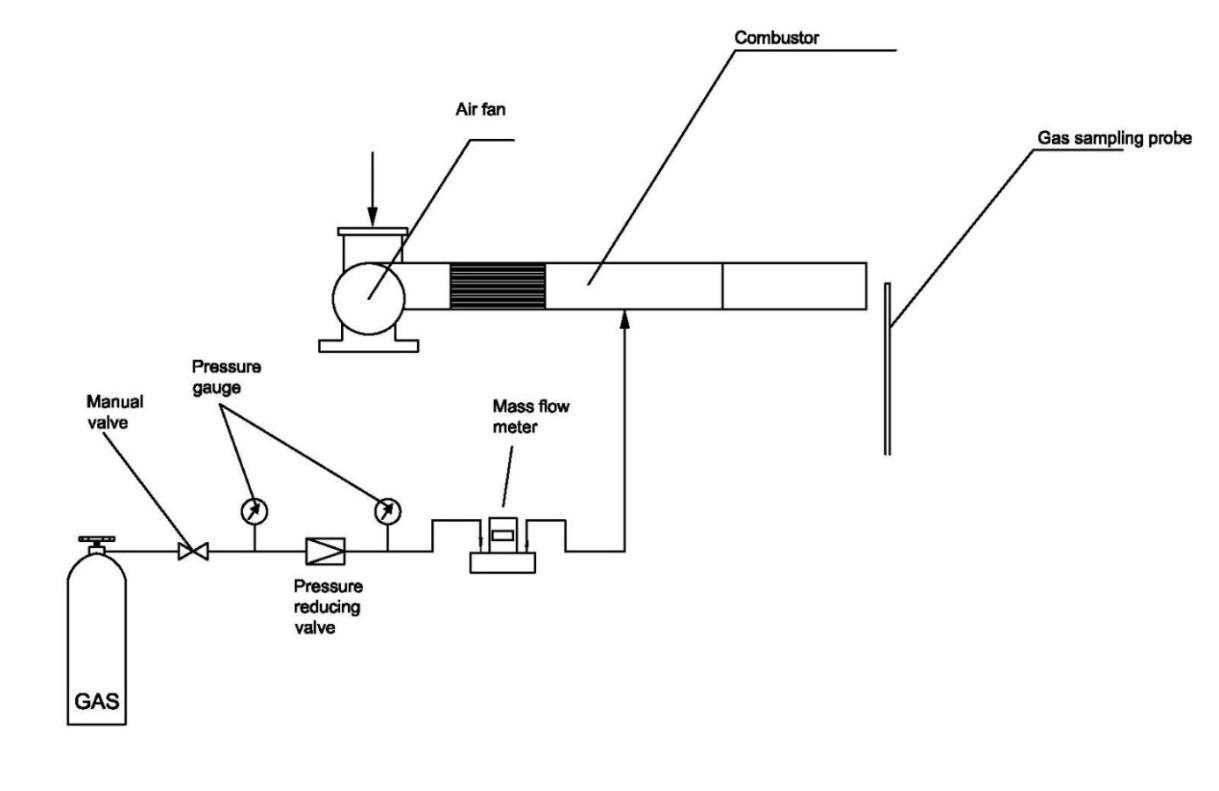 Combustor
Air fan
Gas sampling probe
Pressure
gauge
Manual
valve
Mass flow
meter
Pressure
reducing
valve
GAS